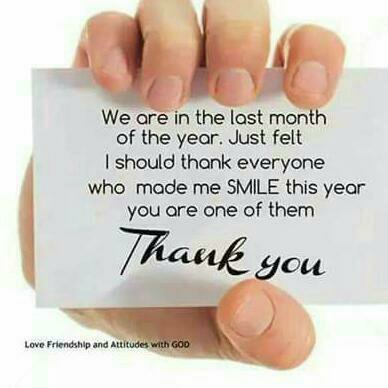 We are in the last month
of the year. Just felt
I should thank everyone
who made me SMILE this year
you are one of them
Thank you
Love Friendship and Attitudes with GOD